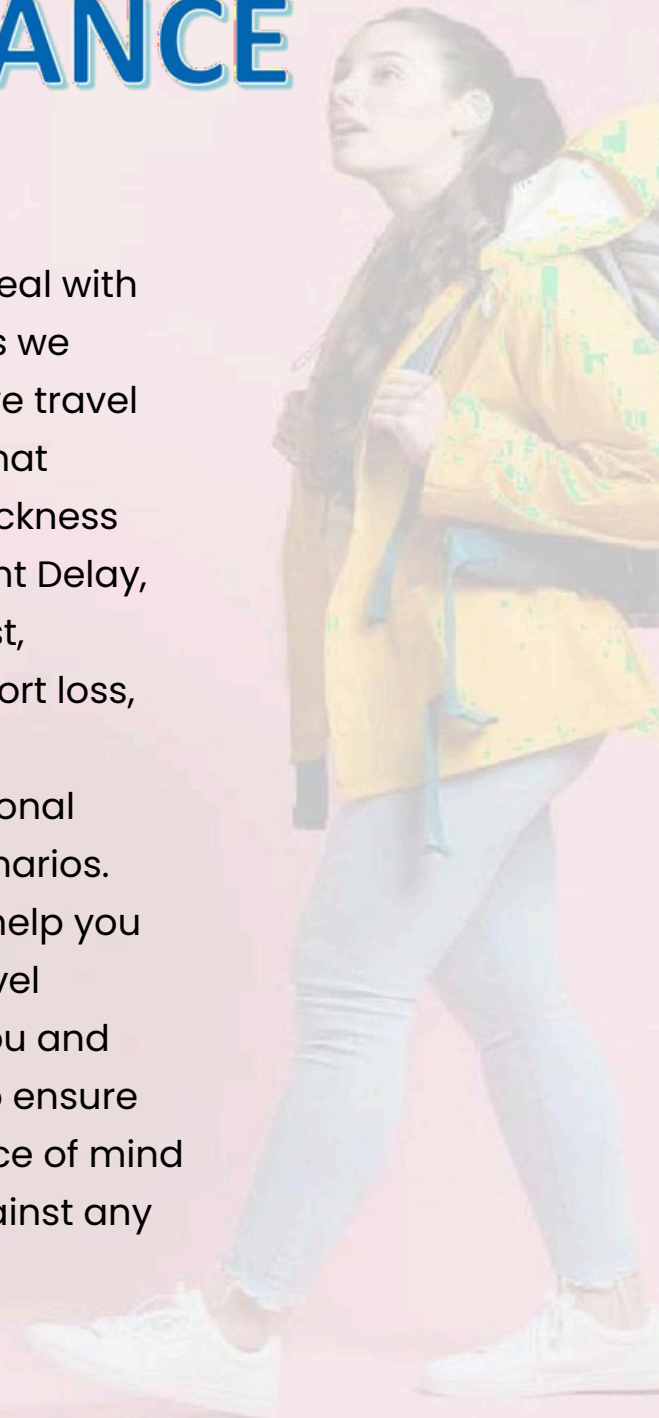 ANCE
eal with
s we
e travel
hat
ckness
nt Delay,
st,
ort loss,
onal
narios.
help you
vel
ou and
o ensure
ce of mind
ainst any